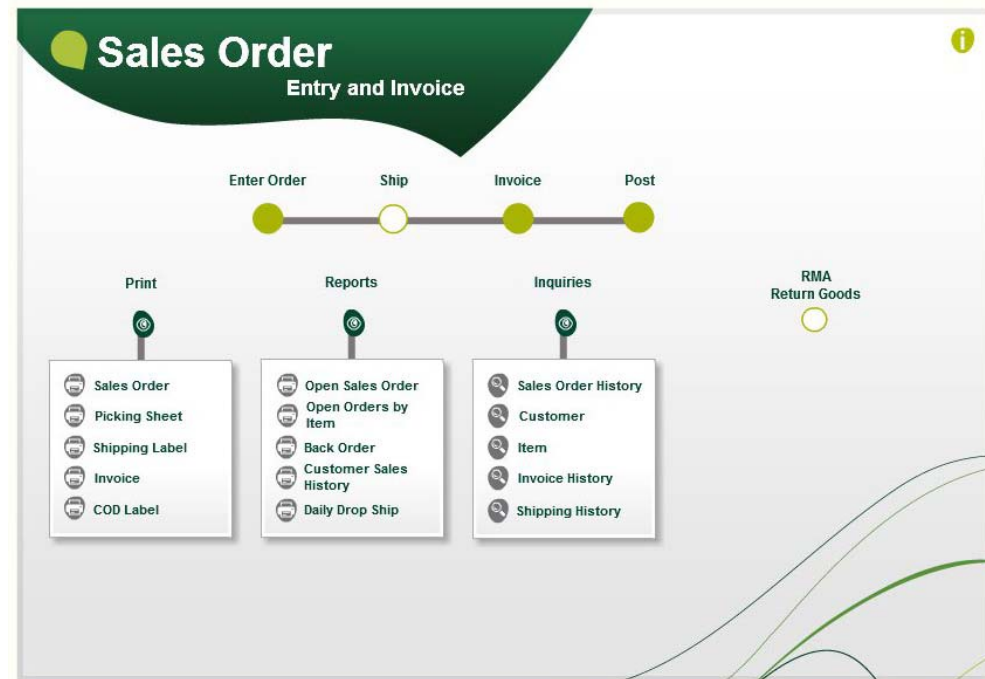 Sales Order
Entry and Invoice
i
Enter Order
Ship
Invoice
Post
Print
Reports
Inquiries
RMA
Return Goods
Sales Order
Picking Sheet
Shipping Label
Invoice
COD Label
Open Sales Order
Open Orders by
Item
Back Order
Customer Sales
History
Daily Drop Ship
Sales Order History
Customer
Item
Invoice History
Shipping History